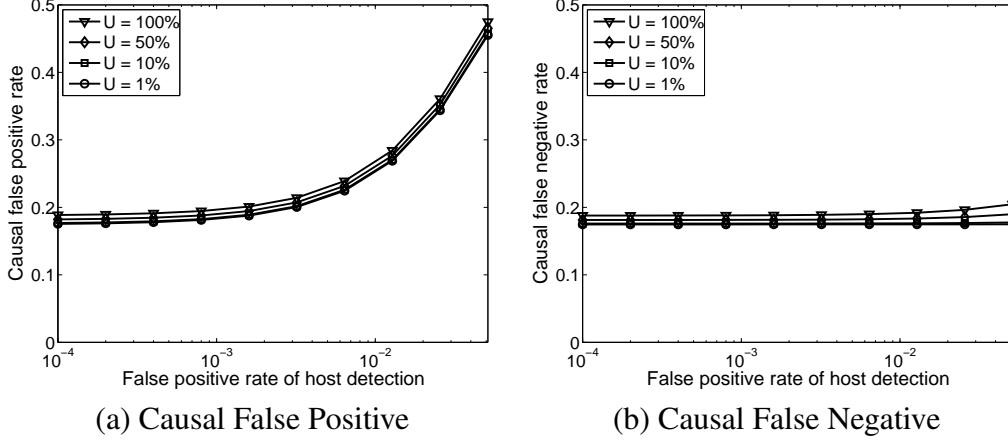 Causal false positive rate
0.5
0.4
0.3
0.2
0.1
0
U = 100%
U = 50%
U = 10%
U = 1%
10⁻⁴
10⁻³
10⁻²
False positive rate of host detection
(a) Causal False Positive
Causal false negative rate
0.5
0.4
0.3
0.2
0.1
0
U = 100%
U = 50%
U = 10%
U = 1%
10⁻⁴
10⁻³
10⁻²
False positive rate of host detection
(b) Causal False Negative